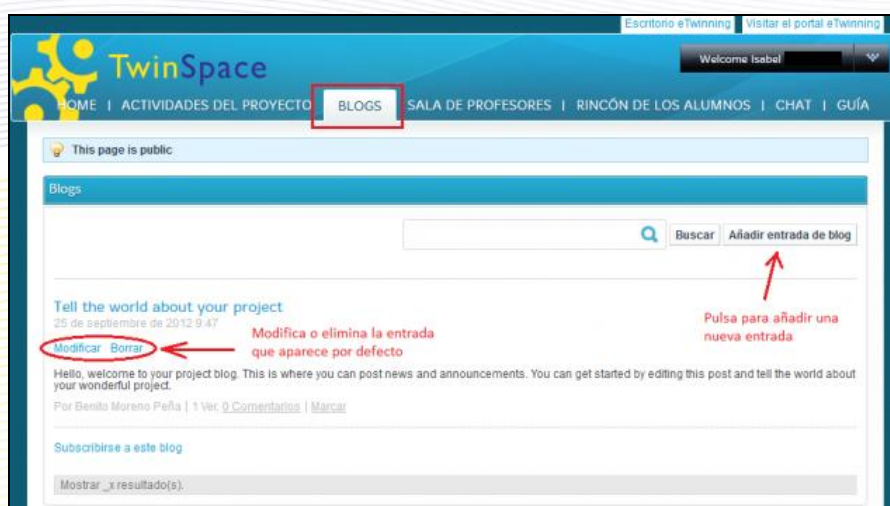 Escritorio eTwinning Visitar el portal eTwinning
TwinSpace
Welcome Isabel
HOME | ACTIVIDADES DEL PROYECTO BLOGS SALA DE PROFESORES | RINCÓN DE LOS ALUMNOS | CHAT | GUÍA
This page is public
Blogs
Buscar Añadir entrada de blog
Tell the world about your project
25 de septiembre de 2012 9:47
Modificar Borrar
Modifica o elimina la entrada
que aparece por defecto
Pulsa para añadir una
nueva entrada
Hello, welcome to your project blog. This is where you can post news and announcements. You can get started by editing this post and tell the world about
your wonderful project.
Por Benito Moreno Peña | 1 Ver, 0 Comentarios | Marcar
Subscribirse a este blog
Mostrar _x resultado(s).